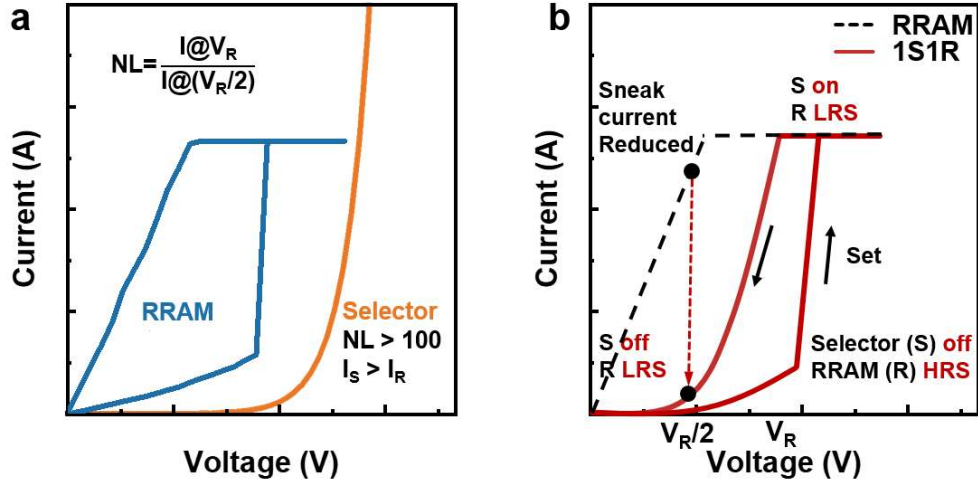 a
NL= I@V_R
I@(V_R/2)
RRAM
Selector
NL > 100
I_S > I_R
Current (A)
Voltage (V)
b
RRAM
1S1R
Sneak
current
Reduced
S on
R LRS
Set
S off
R LRS
Selector (S) off
RRAM (R) HRS
V_R/2
V_R
Current (A)
Voltage (V)